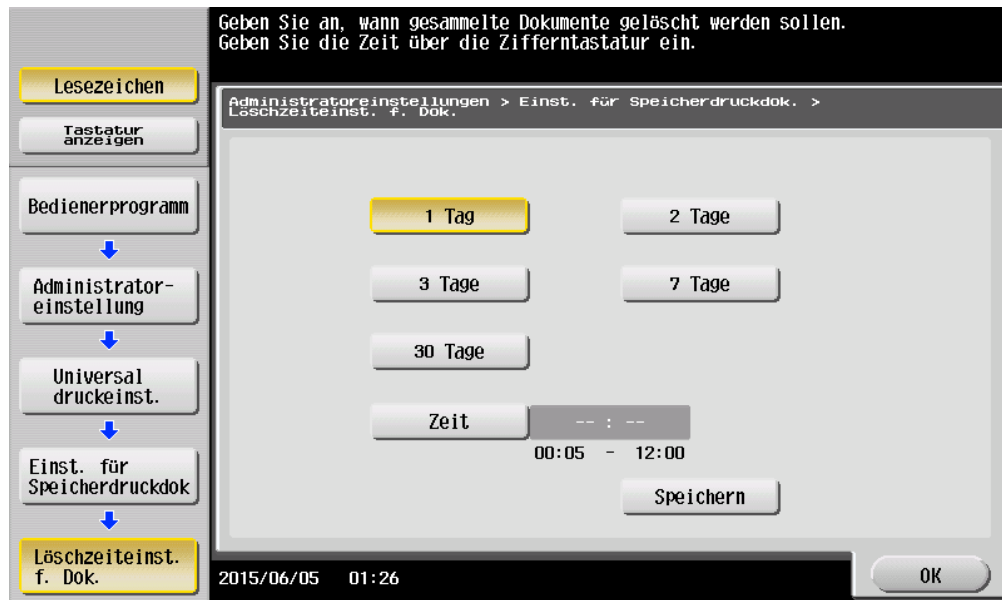 Geben Sie an, wann gesammelte Dokumente gelöscht werden sollen.
Geben Sie die Zeit über die Zifferntastatur ein.
Lesezeichen
Tastatur
anzeigen
Bedienerprogramm
Administrator-
einstellung
Universal
druckeinst.
Einst. für
Speicherdruckdok
Löschzeiteinst.
f. Dok.
Administratoreinstellungen > Einst. für Speicherdruckdok. >
Löschzeiteinst. f. Dok.
1 Tag
2 Tage
3 Tage
7 Tage
30 Tage
Zeit
-- : --
00:05 - 12:00
Speichern
2015/06/05 01:26
OK